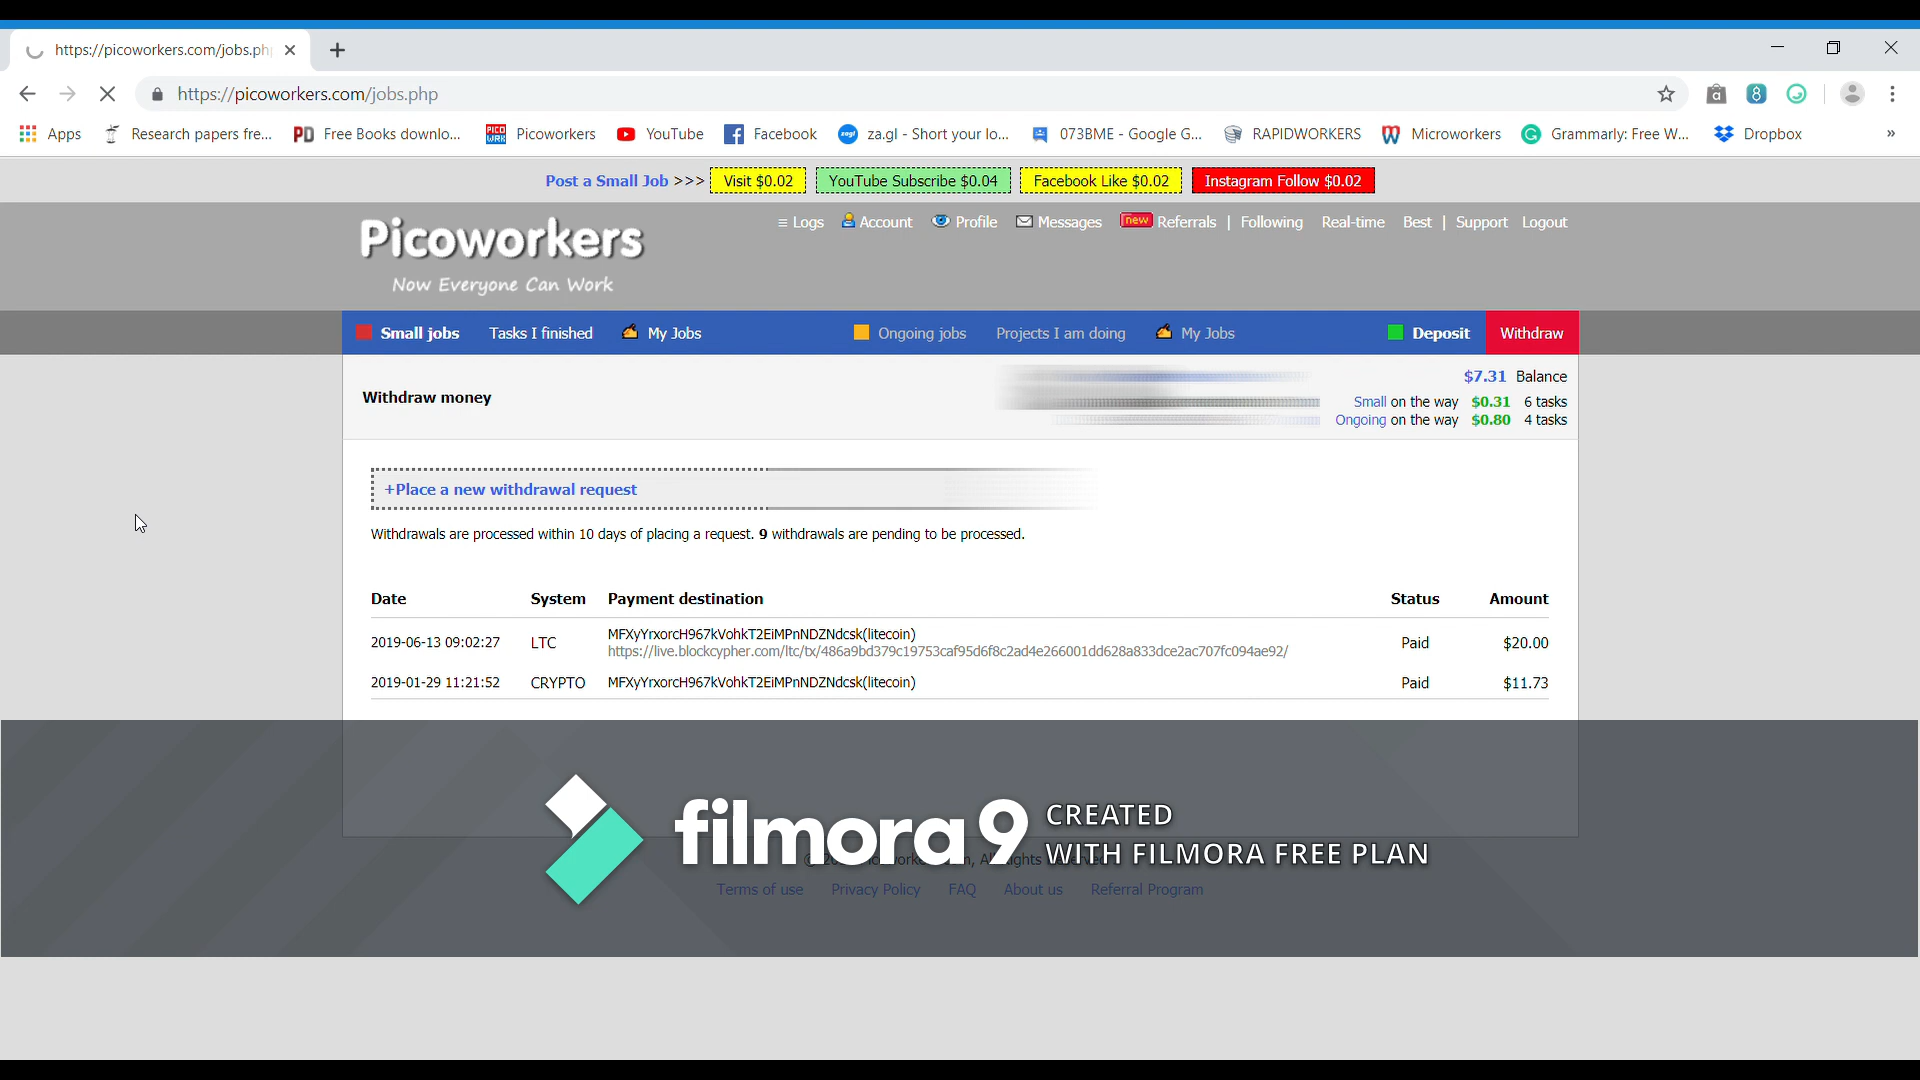 https://picoworkers.com/jobs.ph
https://picoworkers.com/jobs.php
Apps Research papers fre... Free Books downlo... Picoworkers YouTube Facebook za.gl - Short your lo... 073BME - Google G... RAPIDWORKERS Microworkers Grammarly: Free W... Dropbox »
Post a Small Job >>> Visit $0.02 YouTube Subscribe $0.04 Facebook Like $0.02 Instagram Follow $0.02
≡ Logs Account Profile Messages new Referrals | Following Real-time Best | Support Logout
Picoworkers
Now Everyone Can Work
Small jobs Tasks I finished My Jobs Ongoing jobs Projects I am doing My Jobs Deposit Withdraw
$7.31 Balance
Withdraw money
Small on the way $0.31 6 tasks
Ongoing on the way $0.80 4 tasks
+Place a new withdrawal request
Withdrawals are processed within 10 days of placing a request. 9 withdrawals are pending to be processed.
Date System Payment destination Status Amount
2019-06-13 09:02:27 LTC MFXyYrxorcH967kVohkT2EiMPnNDZNdcsk(litecoin) Paid $20.00
https://live.blockcypher.com/ltc/tx/486a9bd379c19753caf95d6f8c2ad4e266001dd628a833dce2ac707fc094ae92/
2019-01-29 11:21:52 CRYPTO MFXyYrxorcH967kVohkT2EiMPnNDZNdcsk(litecoin) Paid $11.73
filmora9 CREATED
WITH FILMORA FREE PLAN
Terms of use Privacy Policy FAQ About us Referral Program